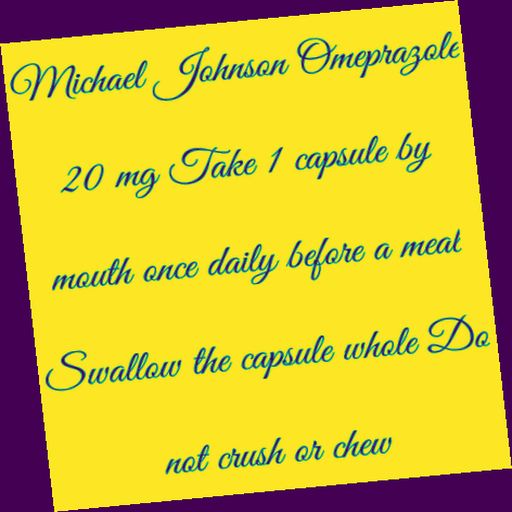 Michael Johnson Omeprazole
20 mg Take 1 capsule by
mouth once daily before a meal
Swallow the capsule whole Do
not crush or chew